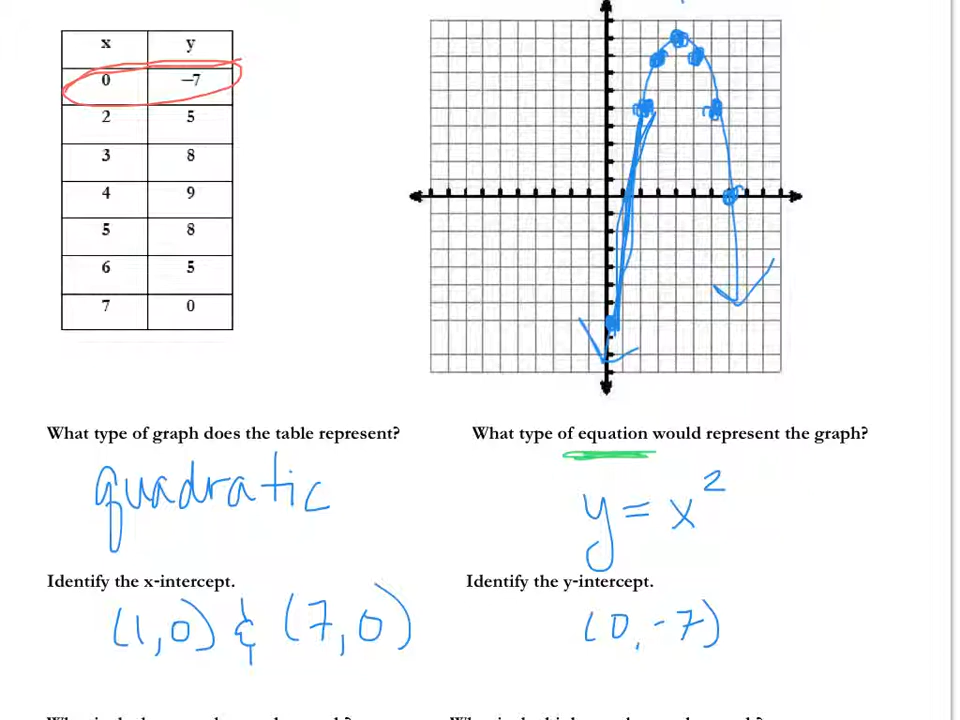 x y
0 –7
2 5
3 8
4 9
5 8
6 5
7 0
What type of graph does the table represent?
What type of equation would represent the graph?
quadratic
y = x²
Identify the x-intercept.
Identify the y-intercept.
(1,0) & (7,0)
(0,-7)